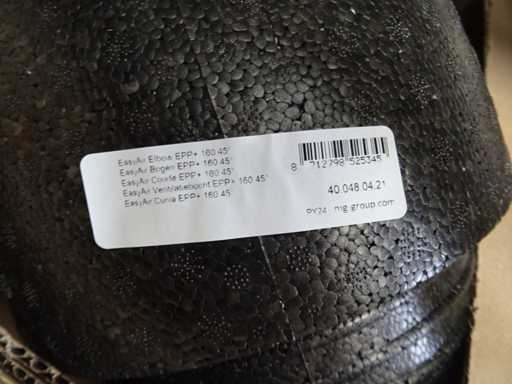 EasyAir Elbow EPP+ 160 45°
EasyAir Bogen EPP+ 160 45°
EasyAir Coude EPP+ 160 45°
EasyAir Ventilatiebocht EPP+ 160 45°
EasyAir Curva EPP+ 160 45°
8 712798 525345
40.048.04.21
PY24 mg-group.com